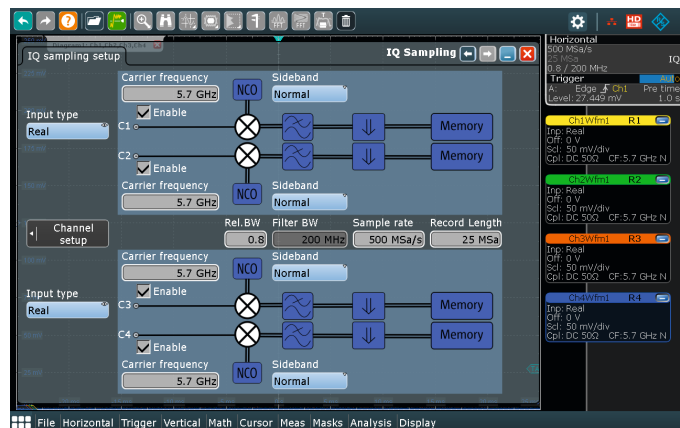 HD
IQ sampling setup
IQ Sampling
Carrier frequency
5.7 GHz
NCO
Sideband
Normal
Input type
Real
Enable
C1
Memory
C2
Memory
Enable
Carrier frequency
5.7 GHz
NCO
Sideband
Normal
Channel
setup
Rel.BW
0.8
Filter BW
200 MHz
Sample rate
500 MSa/s
Record Length
25 MSa
Carrier frequency
5.7 GHz
NCO
Sideband
Normal
Input type
Real
Enable
C3
Memory
C4
Memory
Enable
Carrier frequency
5.7 GHz
NCO
Sideband
Normal
Horizontal
500 MSa/s
25 MSa IQ
0.8 / 200 MHz
Trigger Auto
A: Edge Ch1 Pre time
Level: 27.449 mV 1.0 s
Ch1Wfm1 R1
Inp: Real
Off: 0 V
Scl: 50 mV/div
Cpl: DC 50Ω CF:5.7 GHz N
Ch2Wfm1 R2
Inp: Real
Off: 0 V
Scl: 50 mV/div
Cpl: DC 50Ω CF:5.7 GHz N
Ch3Wfm1 R3
Inp: Real
Off: 0 V
Scl: 50 mV/div
Cpl: DC 50Ω CF:5.7 GHz N
Ch4Wfm1 R4
Inp: Real
Off: 0 V
Scl: 50 mV/div
Cpl: DC 50Ω CF:5.7 GHz N
File Horizontal Trigger Vertical Math Cursor Meas Masks Analysis Display